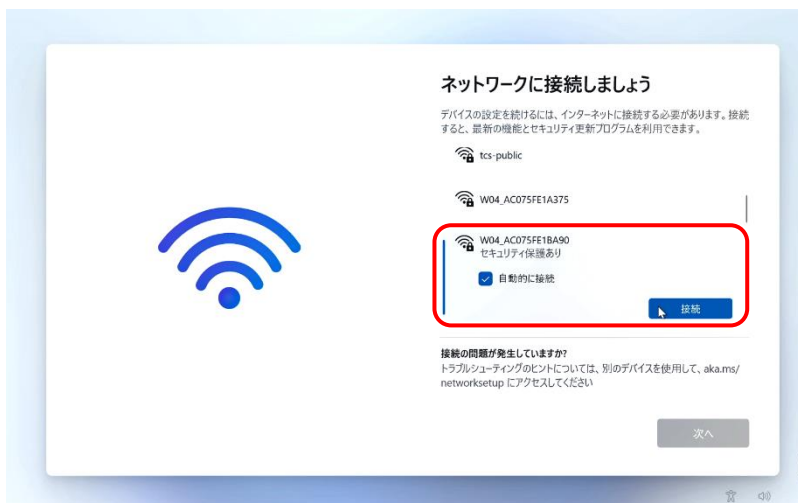 ネットワークに接続しましょう
デバイスの設定を続けるには、インターネットに接続する必要があります。接続
すると、最新の機能とセキュリティ更新プログラムを利用できます。
tcs-public
W04_AC075FE1A375
W04_AC075FE1BA90
セキュリティ保護あり
自動的に接続
接続
接続の問題が発生していますか?
トラブルシューティングのヒントについては、別のデバイスを使用して、aka.ms/
networksetup にアクセスしてください
次へ